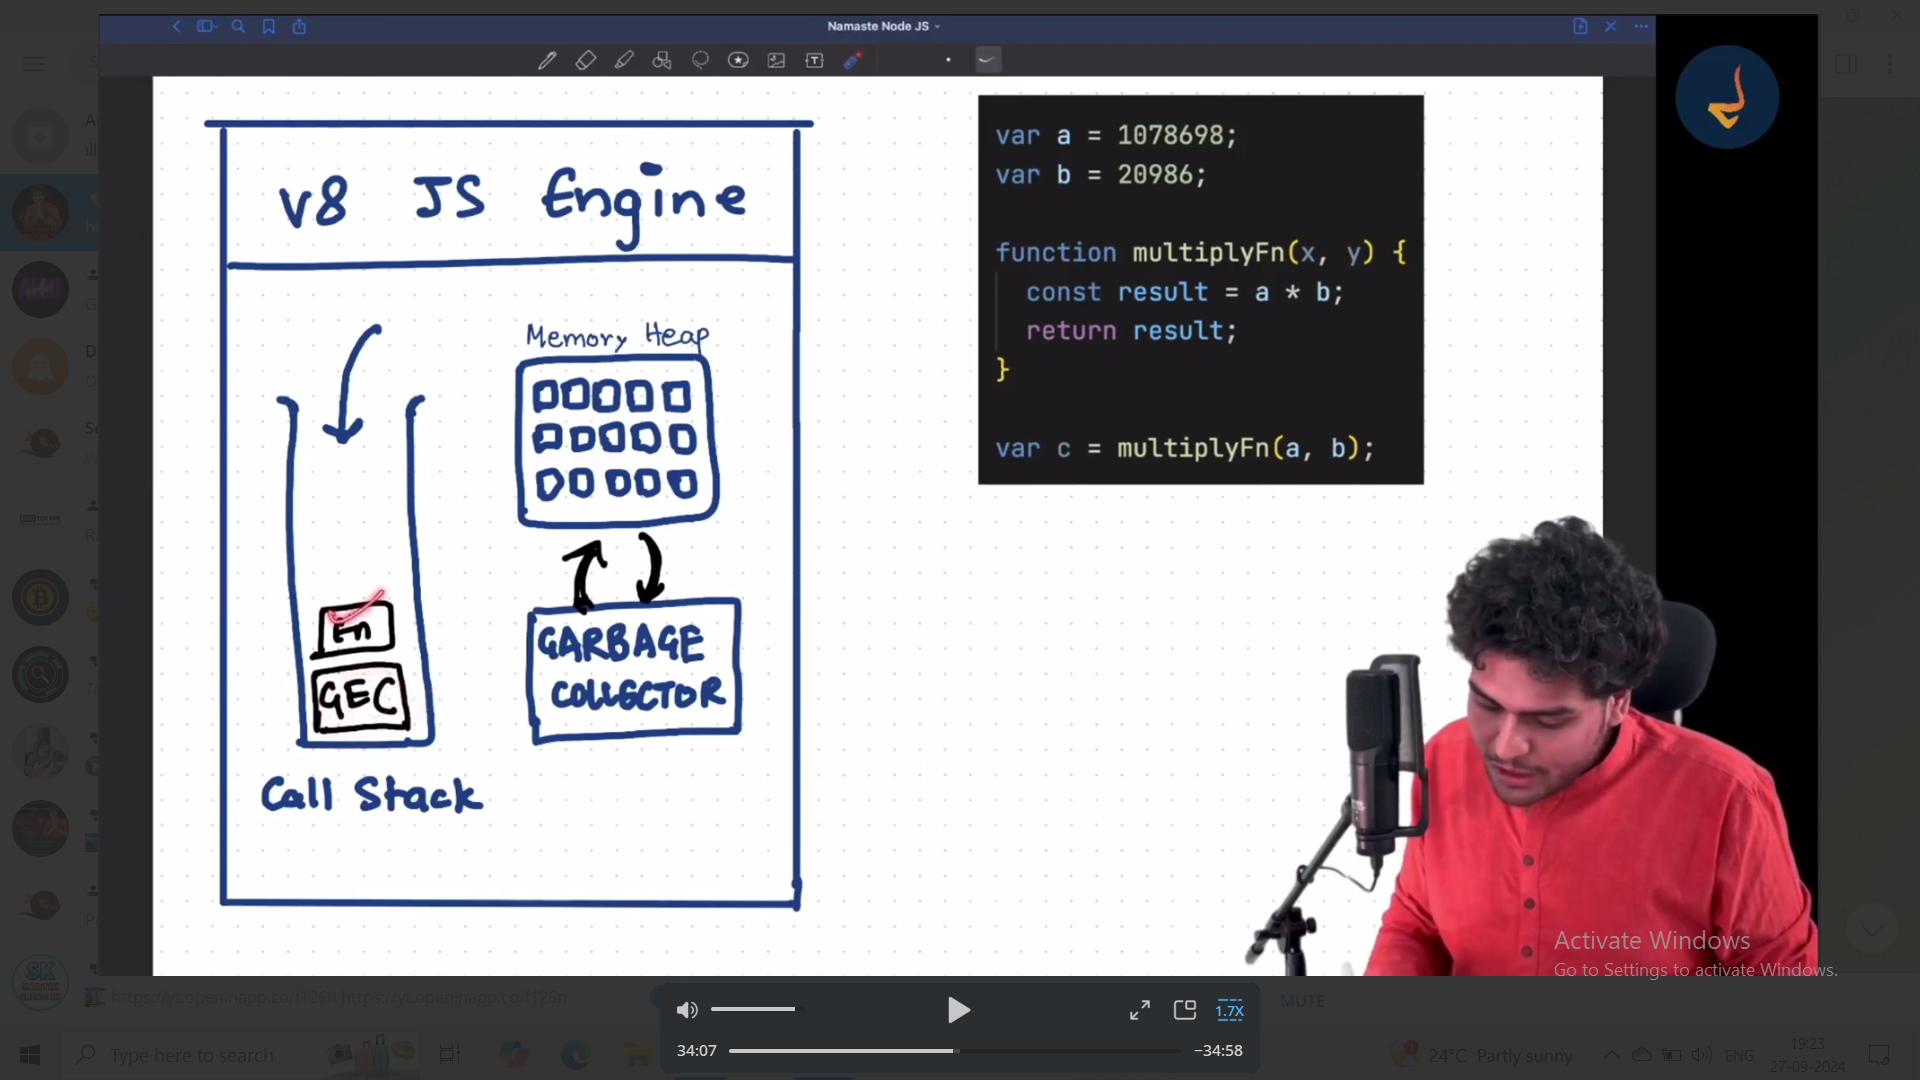 Namaste Node JS
V8 JS Engine
Memory Heap
Fn
GEC
GARBAGE
COLLECTOR
Call Stack
var a = 1078698;
var b = 20986;
function multiplyFn(x, y) {
const result = a * b;
return result;
}
var c = multiplyFn(a, b);
Activate Windows
Go to Settings to activate Windows.
SK
https://yt.openinapp.co/f126n https://yt.openinapp.co/f126n
MUTE
1.7X
34:07
−34:58
Type here to search
24°C Partly sunny
ENG
19:23
27-09-2024